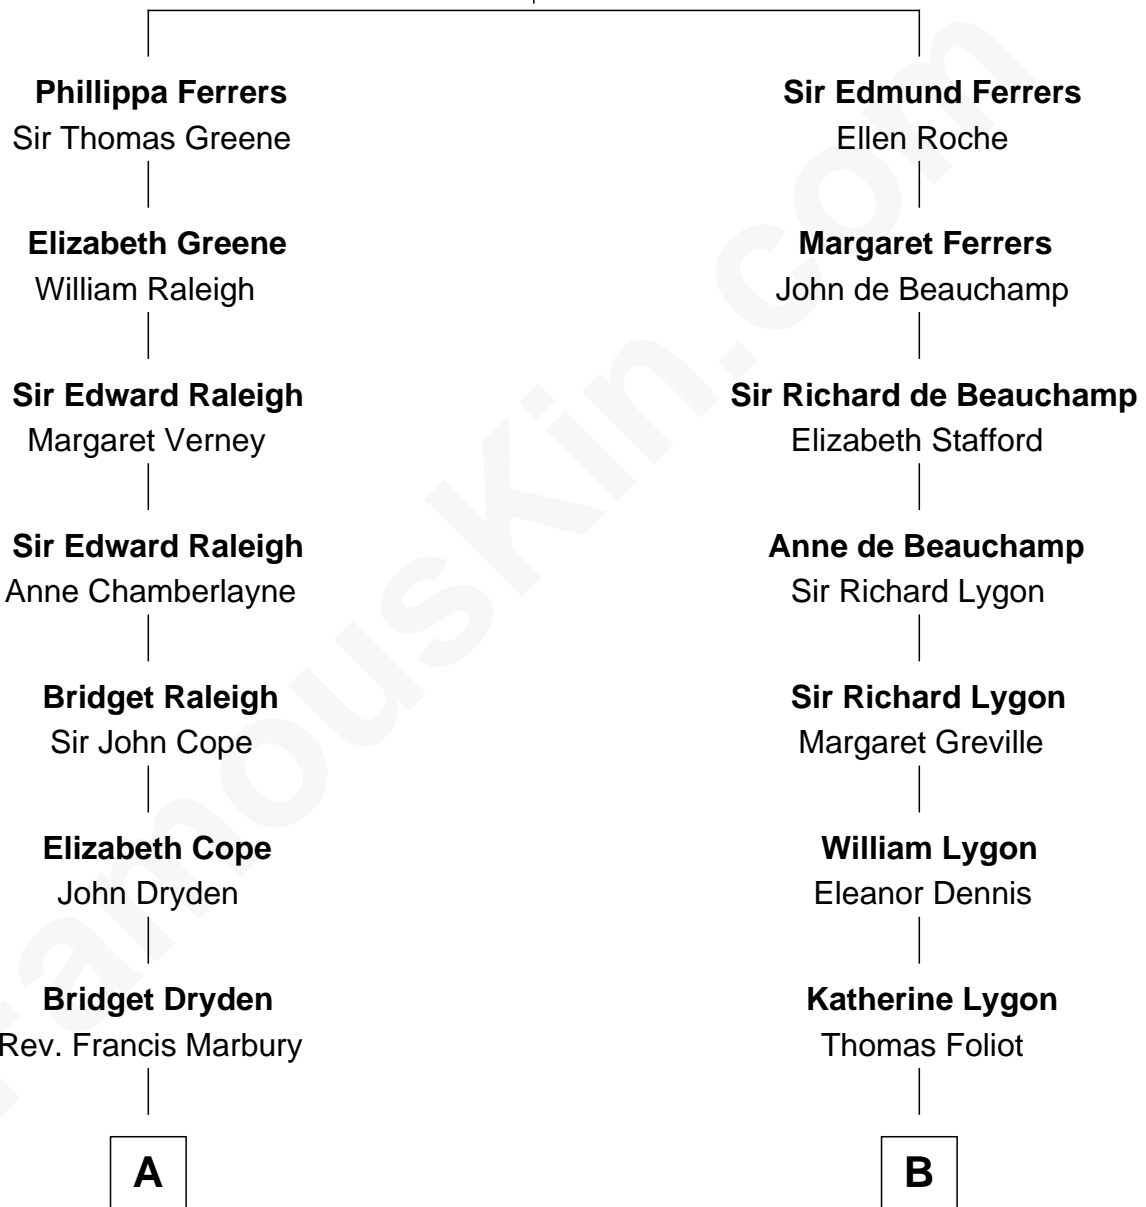 Phillippa Ferrers
Sir Thomas Greene
Elizabeth Greene
William Raleigh
Sir Edward Raleigh
Margaret Verney
Sir Edward Raleigh
Anne Chamberlayne
Bridget Raleigh
Sir John Cope
Elizabeth Cope
John Dryden
Bridget Dryden
Rev. Francis Marbury
A
Sir Edmund Ferrers
Ellen Roche
Margaret Ferrers
John de Beauchamp
Sir Richard de Beauchamp
Elizabeth Stafford
Anne de Beauchamp
Sir Richard Lygon
Sir Richard Lygon
Margaret Greville
William Lygon
Eleanor Dennis
Katherine Lygon
Thomas Foliot
B
FamousKin.com